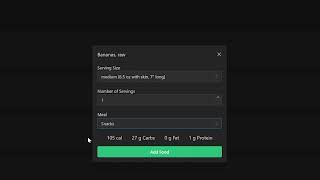 Bananas, raw
Serving Size
medium (6.5 oz with skin, 7" long)
Number of Servings
1
Meal
Snacks
105 cal 27 g Carbs 0 g Fat 1 g Protein
Add Food